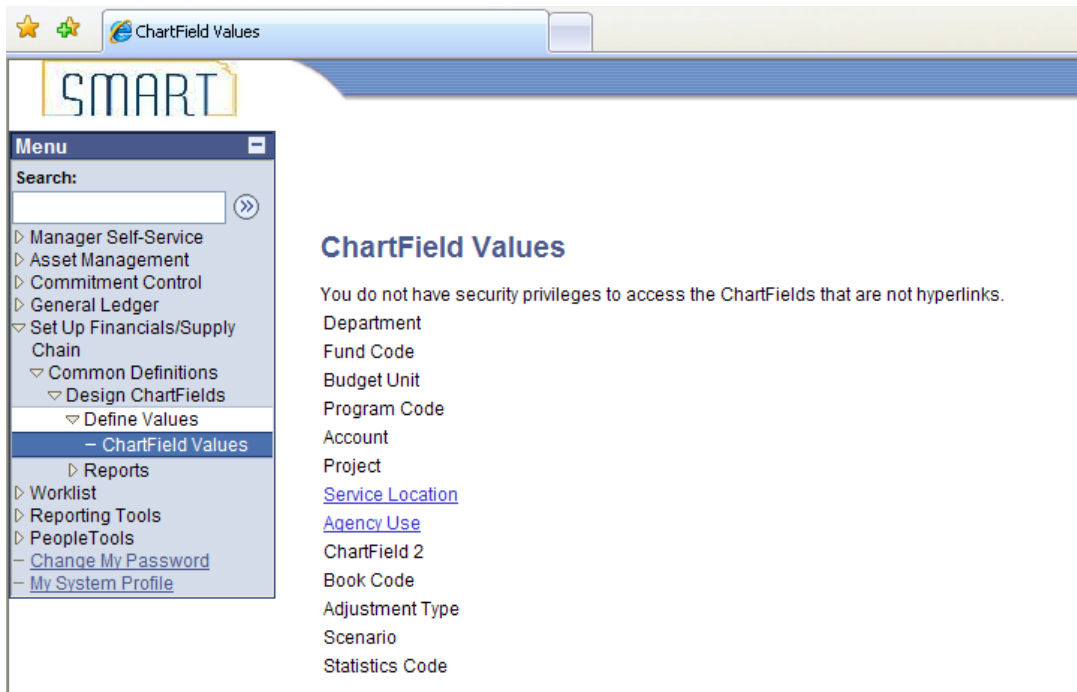 ChartField Values
SMART
Menu
Search:
Manager Self-Service
Asset Management
Commitment Control
General Ledger
Set Up Financials/Supply
Chain
Common Definitions
Design ChartFields
Define Values
– ChartField Values
Reports
Worklist
Reporting Tools
PeopleTools
– Change My Password
– My System Profile
ChartField Values
You do not have security privileges to access the ChartFields that are not hyperlinks.
Department
Fund Code
Budget Unit
Program Code
Account
Project
Service Location
Agency Use
ChartField 2
Book Code
Adjustment Type
Scenario
Statistics Code